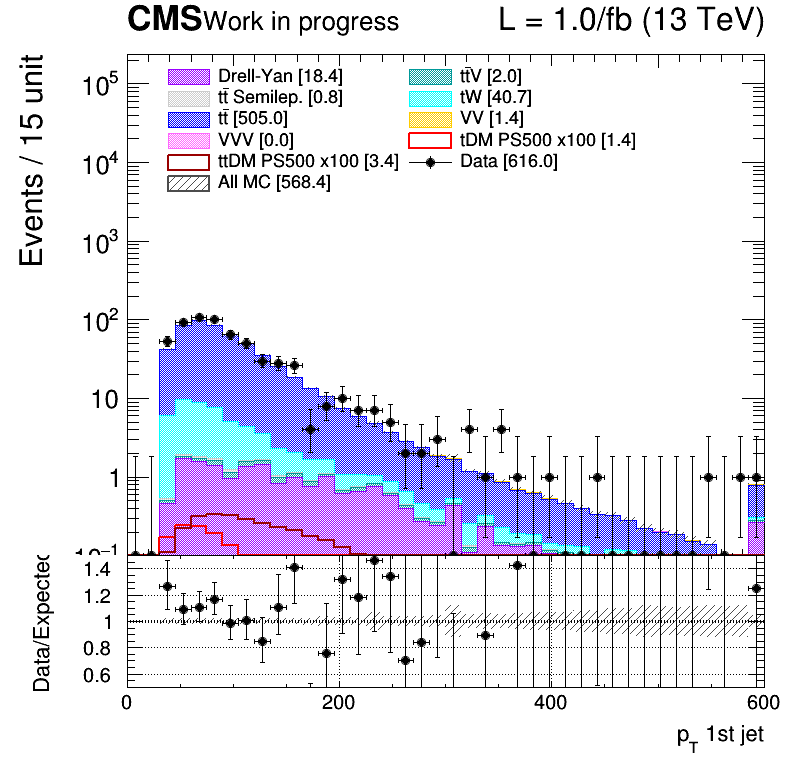 CMS Work in progress L = 1.0/fb (13 TeV)
Events / 15 unit
Drell-Yan [18.4] tt̄V [2.0]
tt̄ Semilep. [0.8] tW [40.7]
tt̄ [505.0] VV [1.4]
VVV [0.0] tDM PS500 x100 [1.4]
ttDM PS500 x100 [3.4] Data [616.0]
All MC [568.4]
10⁵
10⁴
10³
10²
10
1
10⁻¹
Data/Expected
1.4
1.2
1
0.8
0.6
0 200 400 600
p_T 1st jet